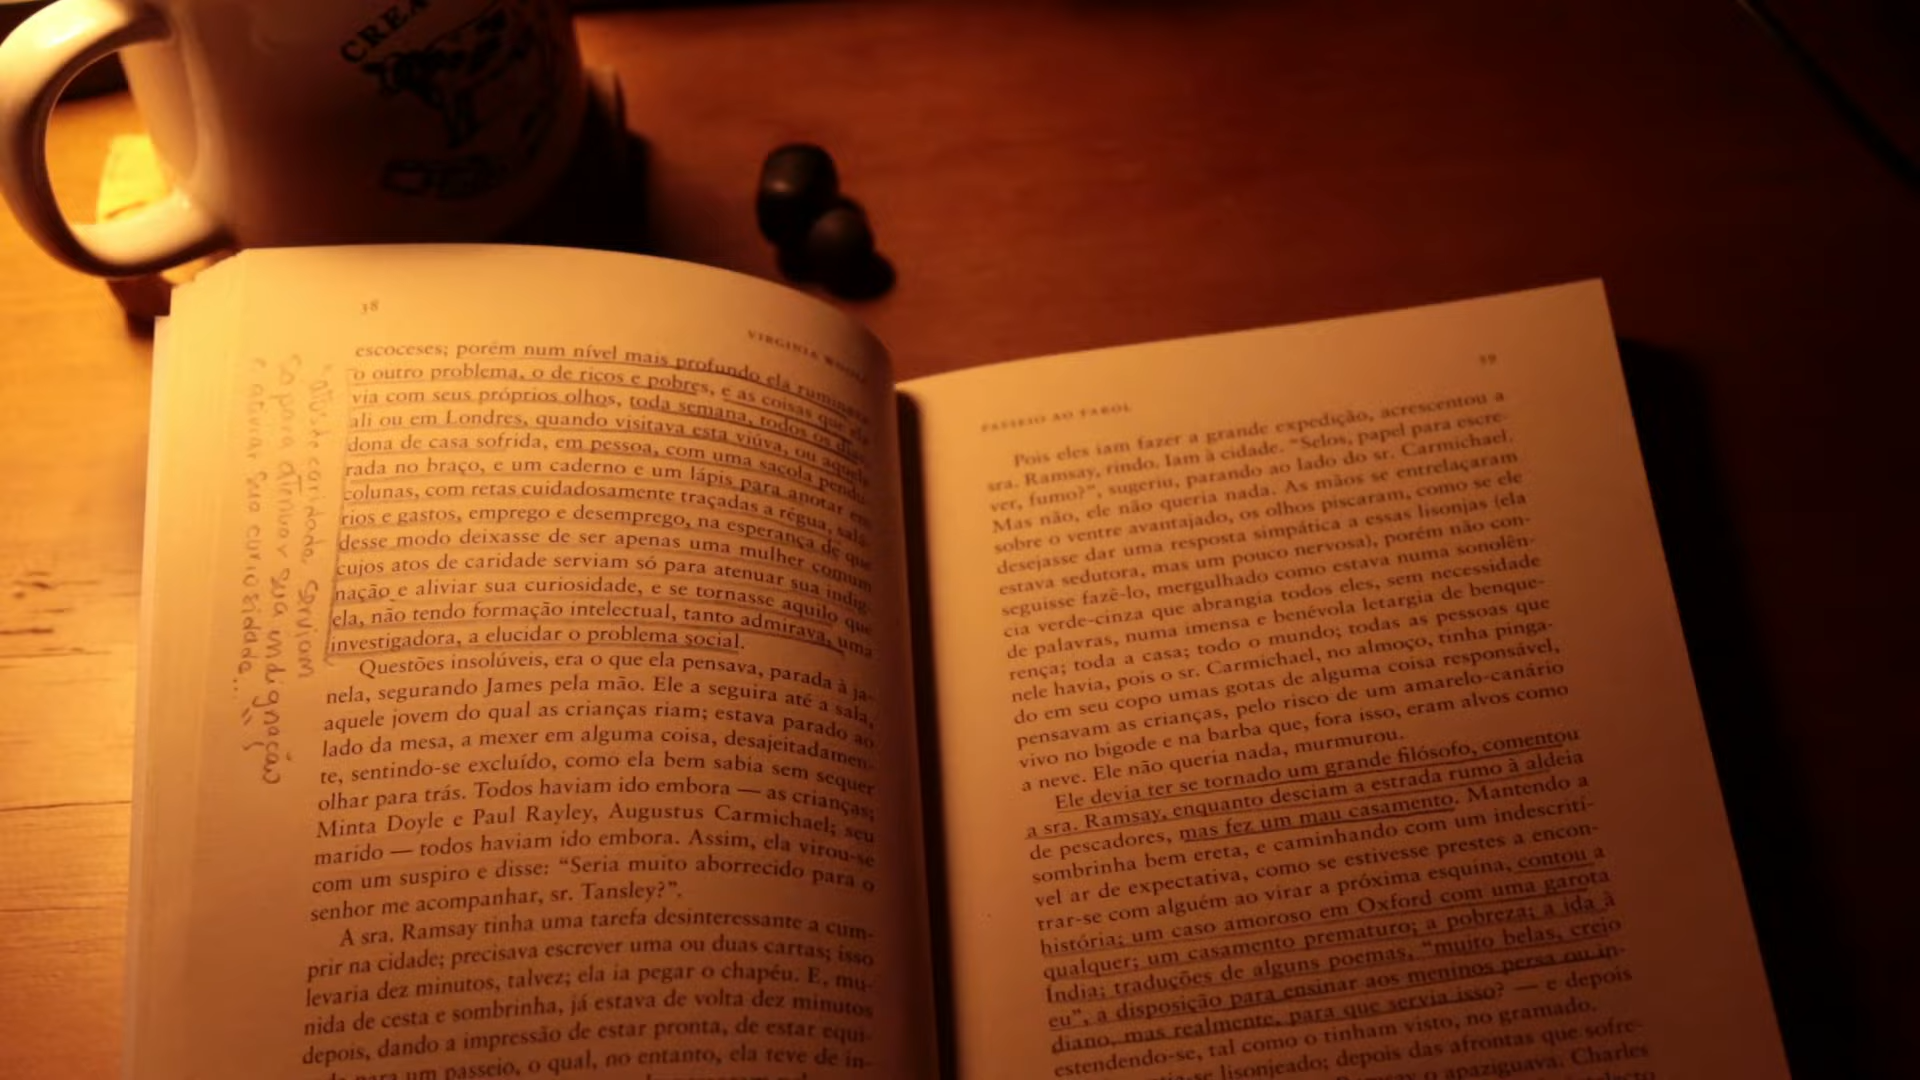 CREA
38
VIRGINIA WOOLF
escoceses; porém num nível mais profundo ela ruminava
o outro problema, o de ricos e pobres, e as coisas que ela
via com seus próprios olhos, toda semana, todos os dias,
ali ou em Londres, quando visitava esta viúva, ou aquela
dona de casa sofrida, em pessoa, com uma sacola pendu-
rada no braço, e um caderno e um lápis para anotar em
colunas, com retas cuidadosamente traçadas a régua, salá-
rios e gastos, emprego e desemprego, na esperança de que
desse modo deixasse de ser apenas uma mulher comum
cujos atos de caridade serviam só para atenuar sua indig-
nação e aliviar sua curiosidade, e se tornasse aquilo que
ela, não tendo formação intelectual, tanto admirava, uma
investigadora, a elucidar o problema social.
Questões insolúveis, era o que ela pensava, parada à ja-
nela, segurando James pela mão. Ele a seguira até a sala,
aquele jovem do qual as crianças riam; estava parado ao
lado da mesa, a mexer em alguma coisa, desajeitadamen-
te, sentindo-se excluído, como ela bem sabia sem sequer
olhar para trás. Todos haviam ido embora — as crianças;
Minta Doyle e Paul Rayley, Augustus Carmichael; seu
marido — todos haviam ido embora. Assim, ela virou-se
com um suspiro e disse: “Seria muito aborrecido para o
senhor me acompanhar, sr. Tansley?”.
A sra. Ramsay tinha uma tarefa desinteressante a cum-
prir na cidade; precisava escrever uma ou duas cartas; isso
levaria dez minutos, talvez; ela ia pegar o chapéu. E, mu-
nida de cesta e sombrinha, já estava de volta dez minutos
depois, dando a impressão de estar pronta, de estar equi-
para um passeio, o qual, no entanto, ela teve de in-
de caridade serviam
só para atenuar sua indignação
e aliviar sua curiosidade..."
39
PASSEIO AO FAROL
Pois eles iam fazer a grande expedição, acrescentou a
sra. Ramsay, rindo. Iam à cidade. “Selos, papel para escre-
ver, fumo?”, sugeriu, parando ao lado do sr. Carmichael.
Mas não, ele não queria nada. As mãos se entrelaçaram
sobre o ventre avantajado, os olhos piscaram, como se ele
desejasse dar uma resposta simpática a essas lisonjas (ela
estava sedutora, mas um pouco nervosa), porém não con-
seguisse fazê-lo, mergulhado como estava numa sonolên-
cia verde-cinza que abrangia todos eles, sem necessidade
de palavras, numa imensa e benévola letargia de benque-
rença; toda a casa; todo o mundo; todas as pessoas que
nele havia, pois o sr. Carmichael, no almoço, tinha pinga-
do em seu copo umas gotas de alguma coisa responsável,
pensavam as crianças, pelo risco de um amarelo-canário
vivo no bigode e na barba que, fora isso, eram alvos como
a neve. Ele não queria nada, murmurou.
Ele devia ter se tornado um grande filósofo, comentou
a sra. Ramsay, enquanto desciam a estrada rumo à aldeia
de pescadores, mas fez um mau casamento. Mantendo a
sombrinha bem ereta, e caminhando com um indescrití-
vel ar de expectativa, como se estivesse prestes a encon-
trar-se com alguém ao virar a próxima esquina, contou a
história; um caso amoroso em Oxford com uma garota
qualquer; um casamento prematuro; a pobreza; a ida à
Índia; traduções de alguns poemas, “muito belas, creio
eu”, a disposição para ensinar aos meninos persa ou in-
diano, mas realmente, para que servia isso? — e depois
estendendo-se, tal como o tinham visto, no gramado.
lisonjeado; depois das afrontas que sofre-
Ramsay o apaziguava. Charles